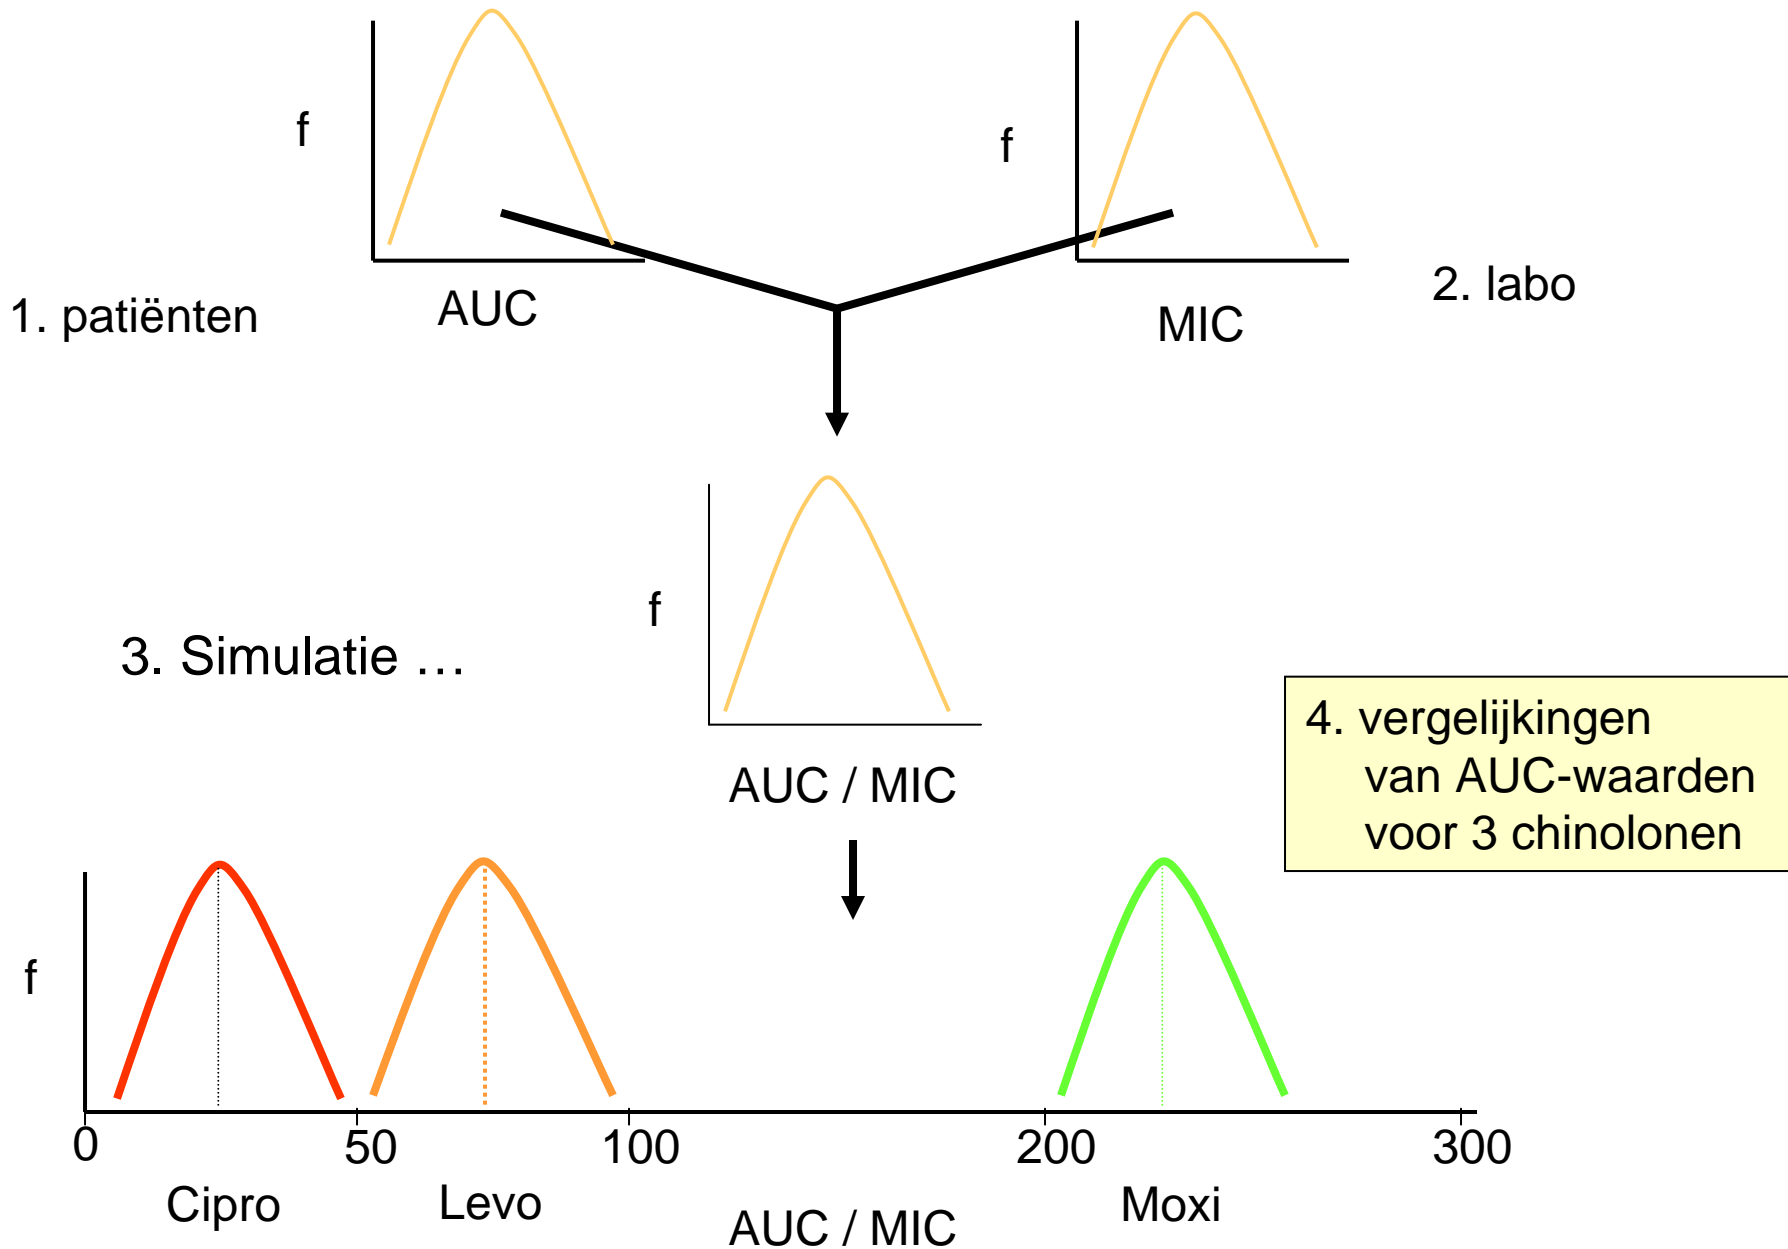 f
f
1. patiënten
AUC
MIC
2. labo
f
3. Simulatie …
AUC / MIC
4. vergelijkingen
van AUC-waarden
voor 3 chinolonen
f
0 50 100 200 300
Cipro Levo AUC / MIC Moxi